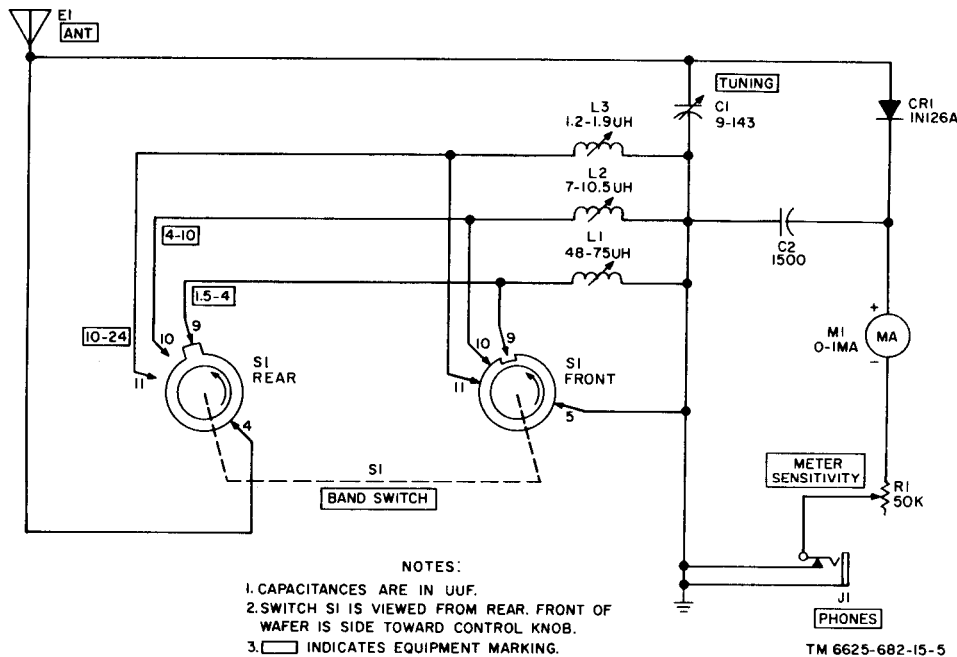 E1
ANT
TUNING
C1
9-143
CR1
1N126A
L3
1.2-1.9UH
L2
7-10.5UH
L1
48-75UH
C2
1500
4-10
1.5-4
10-24
9
10
11
S1
REAR
4
9
10
11
S1
FRONT
5
+
M1
0-1MA
MA
-
S1
BAND SWITCH
METER
SENSITIVITY
R1
50K
J1
PHONES
NOTES:
1. CAPACITANCES ARE IN UUF.
2. SWITCH S1 IS VIEWED FROM REAR. FRONT OF
WAFER IS SIDE TOWARD CONTROL KNOB.
3. INDICATES EQUIPMENT MARKING.
TM 6625-682-15-5